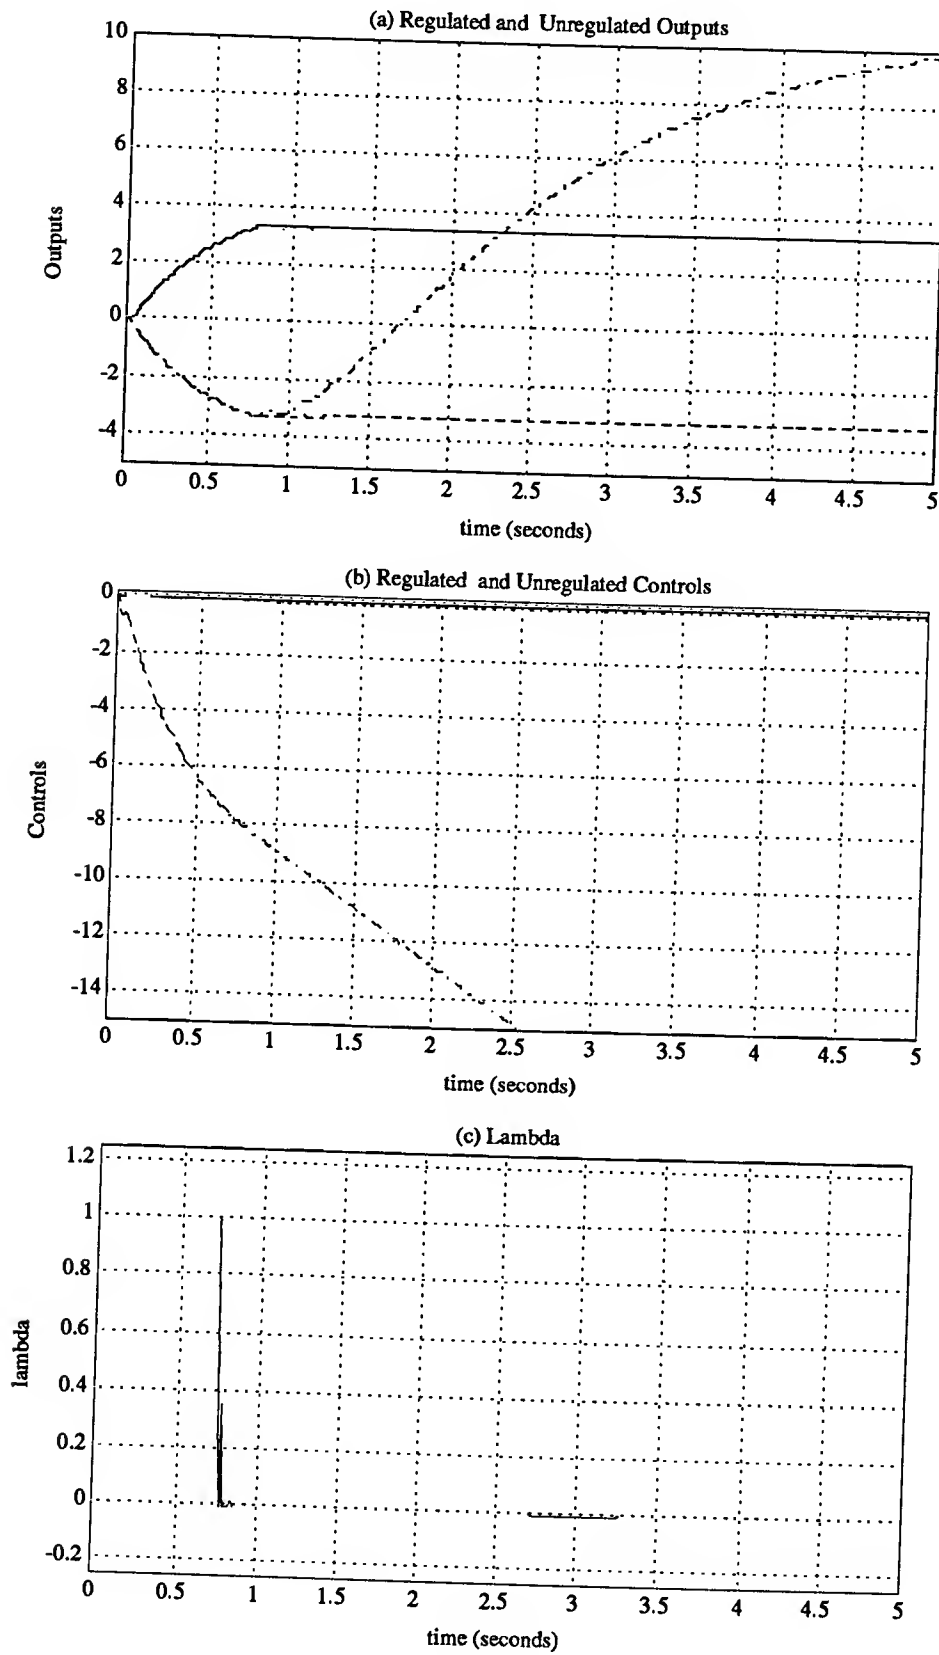 (a) Regulated and Unregulated Outputs
10
8
6
4
2
0
-2
-4
Outputs
0 0.5 1 1.5 2 2.5 3 3.5 4 4.5 5
time (seconds)
(b) Regulated and Unregulated Controls
0
-2
-4
-6
-8
-10
-12
-14
Controls
0 0.5 1 1.5 2 2.5 3 3.5 4 4.5 5
time (seconds)
(c) Lambda
1.2
1
0.8
0.6
0.4
0.2
0
-0.2
lambda
0 0.5 1 1.5 2 2.5 3 3.5 4 4.5 5
time (seconds)